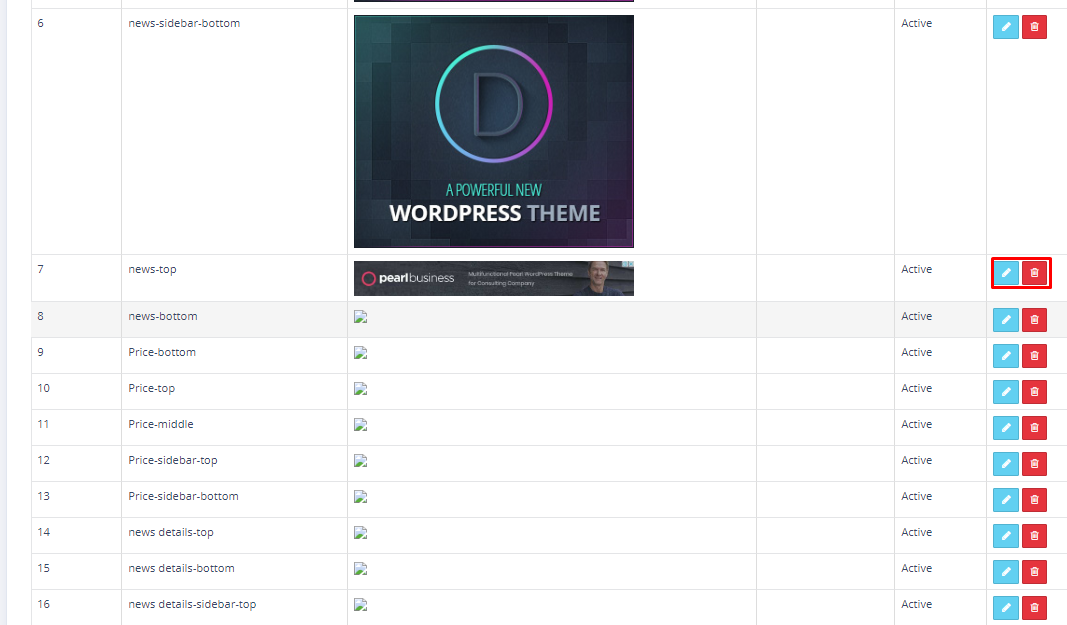 6 news-sidebar-bottom Active
D
A POWERFUL NEW
WORDPRESS THEME
7 news-top Active
pearlbusiness Multifunctional Pearl WordPress Theme
for Consulting Company
8 news-bottom Active
9 Price-bottom Active
10 Price-top Active
11 Price-middle Active
12 Price-sidebar-top Active
13 Price-sidebar-bottom Active
14 news details-top Active
15 news details-bottom Active
16 news details-sidebar-top Active